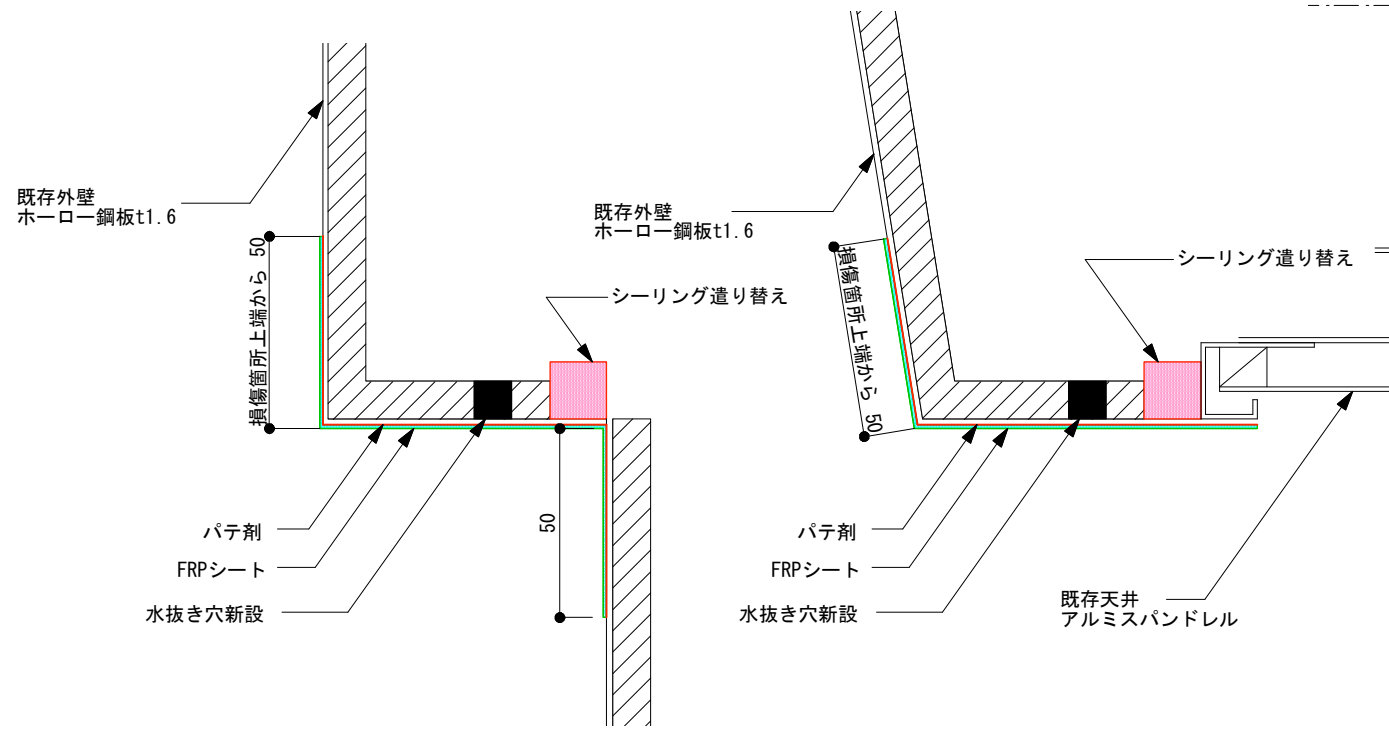 既存外壁
ホーロー鋼板t1.6
損傷箇所上端から 50
シーリング遣り替え
50
パテ剤
FRPシート
水抜き穴新設
既存外壁
ホーロー鋼板t1.6
損傷箇所上端から 50
シーリング遣り替え
パテ剤
FRPシート
水抜き穴新設
既存天井
アルミスパンドレル